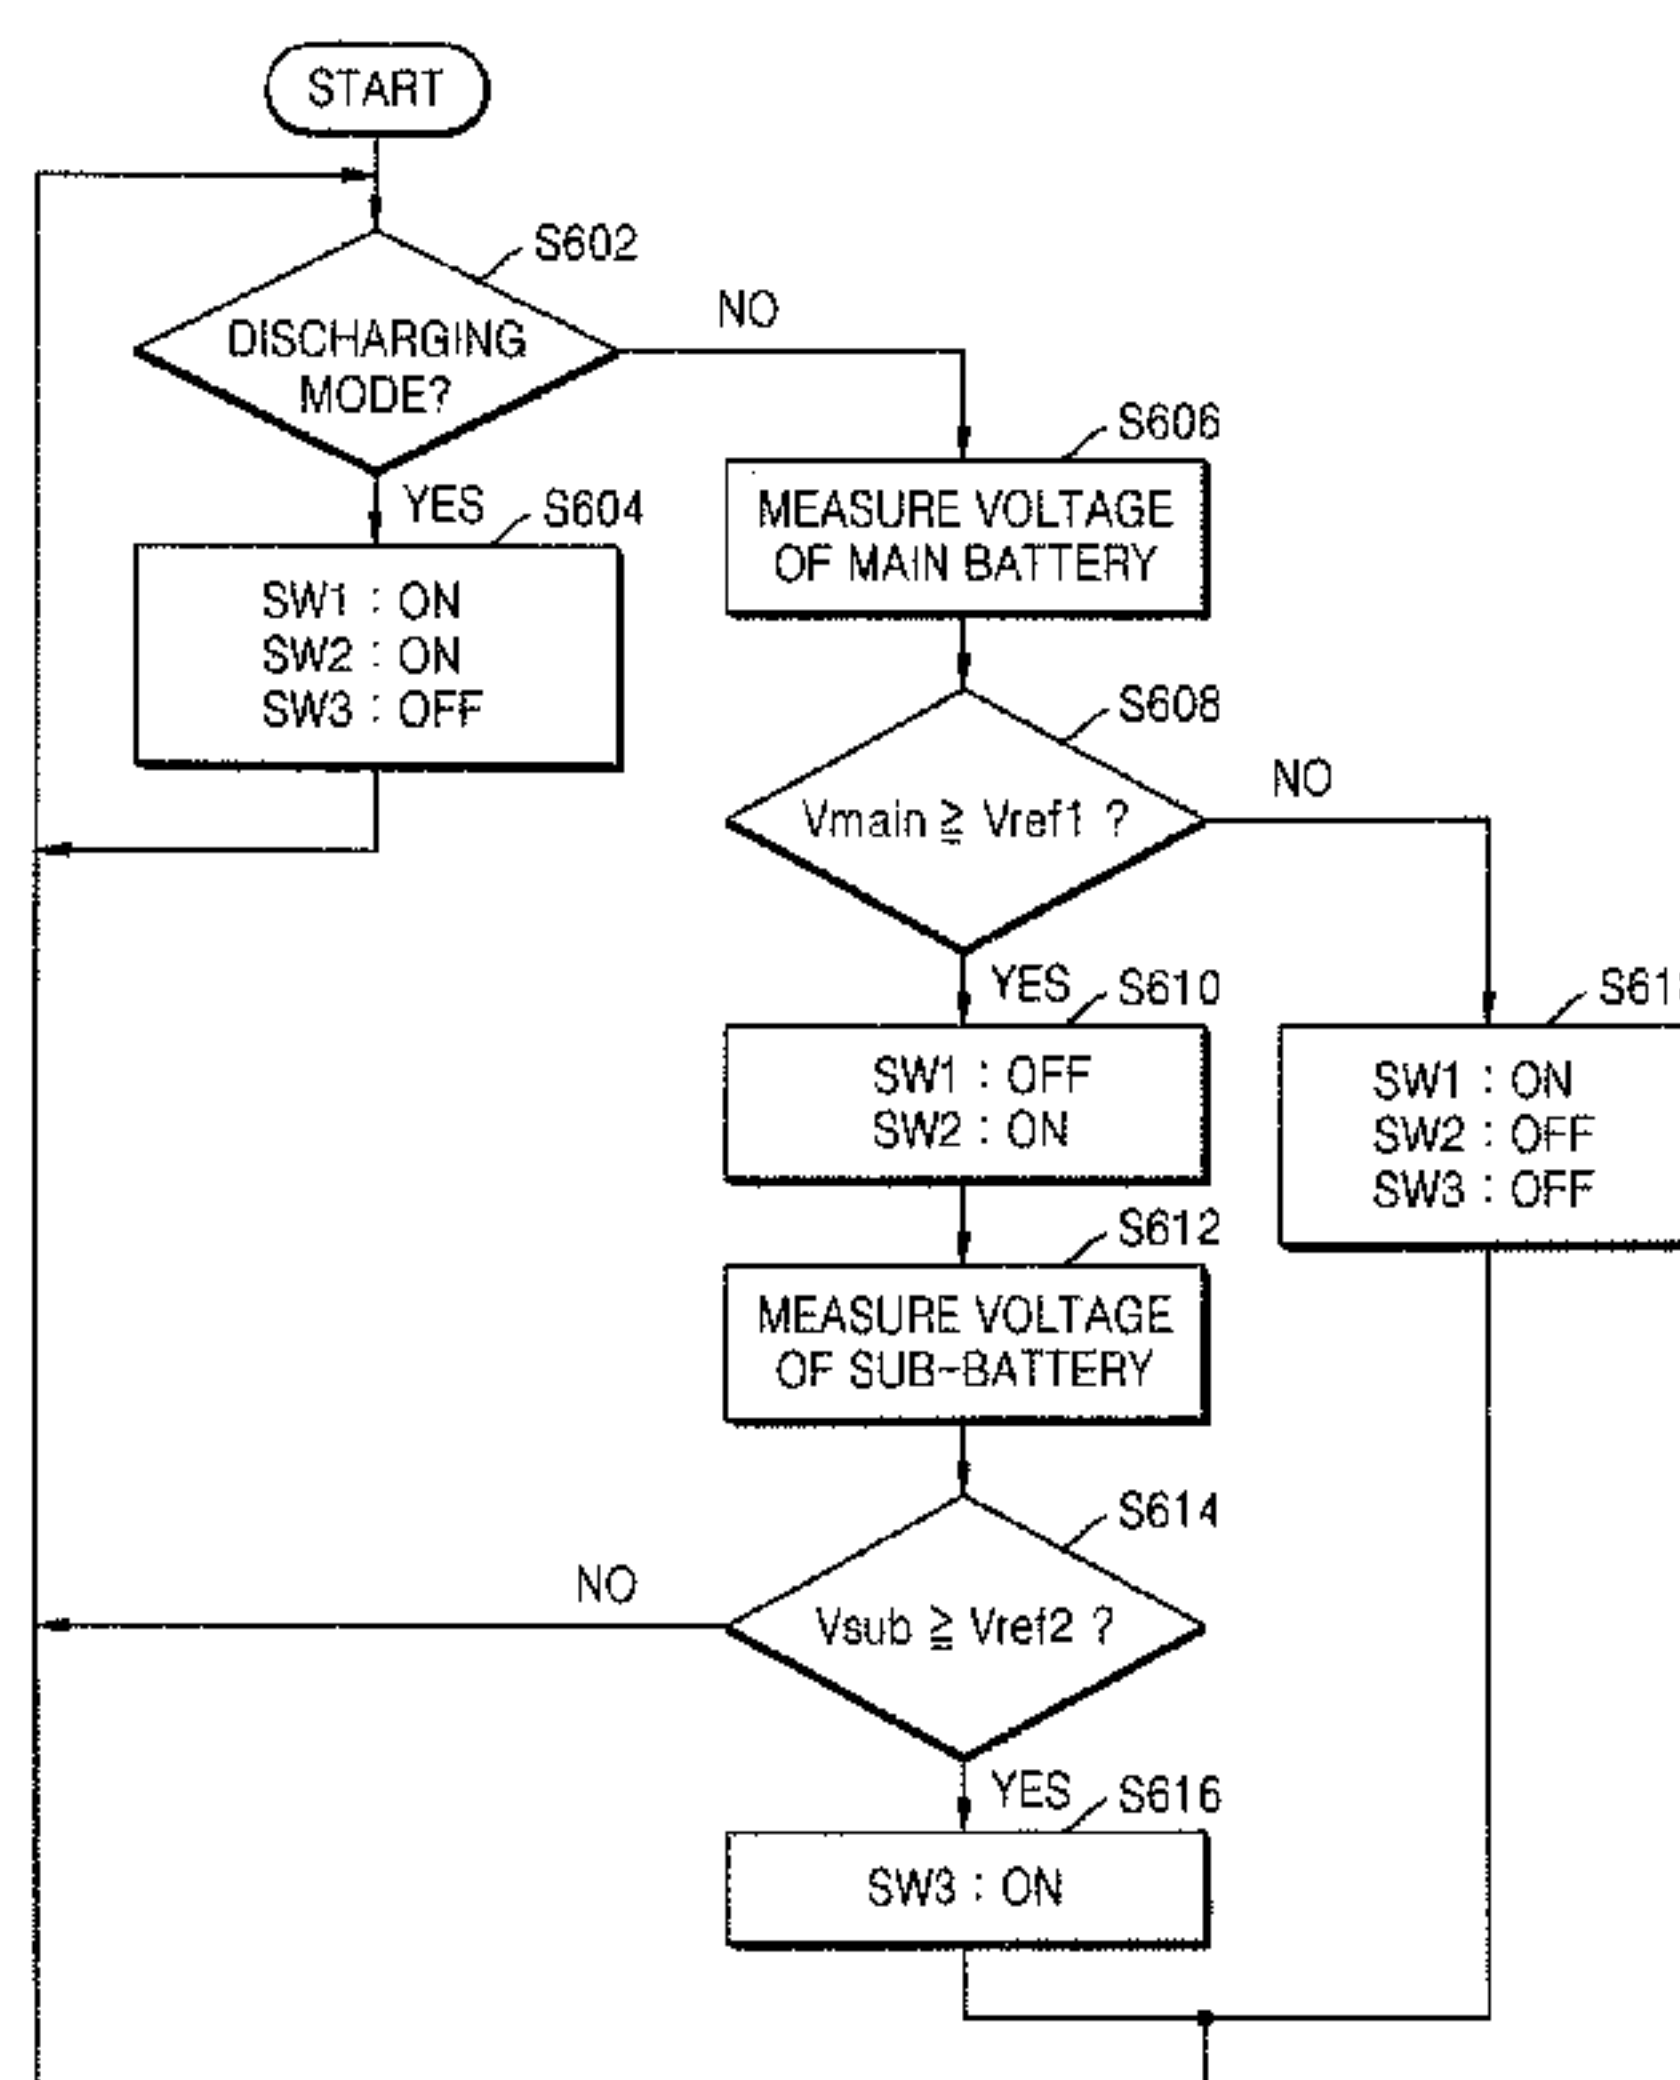 START
S602
DISCHARGING
MODE?
NO
YES
S604
SW1 : ON
SW2 : ON
SW3 : OFF
S606
MEASURE VOLTAGE
OF MAIN BATTERY
S608
Vmain ≧ Vref1 ?
NO
YES
S610
SW1 : OFF
SW2 : ON
SW1 : ON
SW2 : OFF
SW3 : OFF
S612
MEASURE VOLTAGE
OF SUB-BATTERY
S614
Vsub ≧ Vref2 ?
NO
YES
S616
SW3 : ON